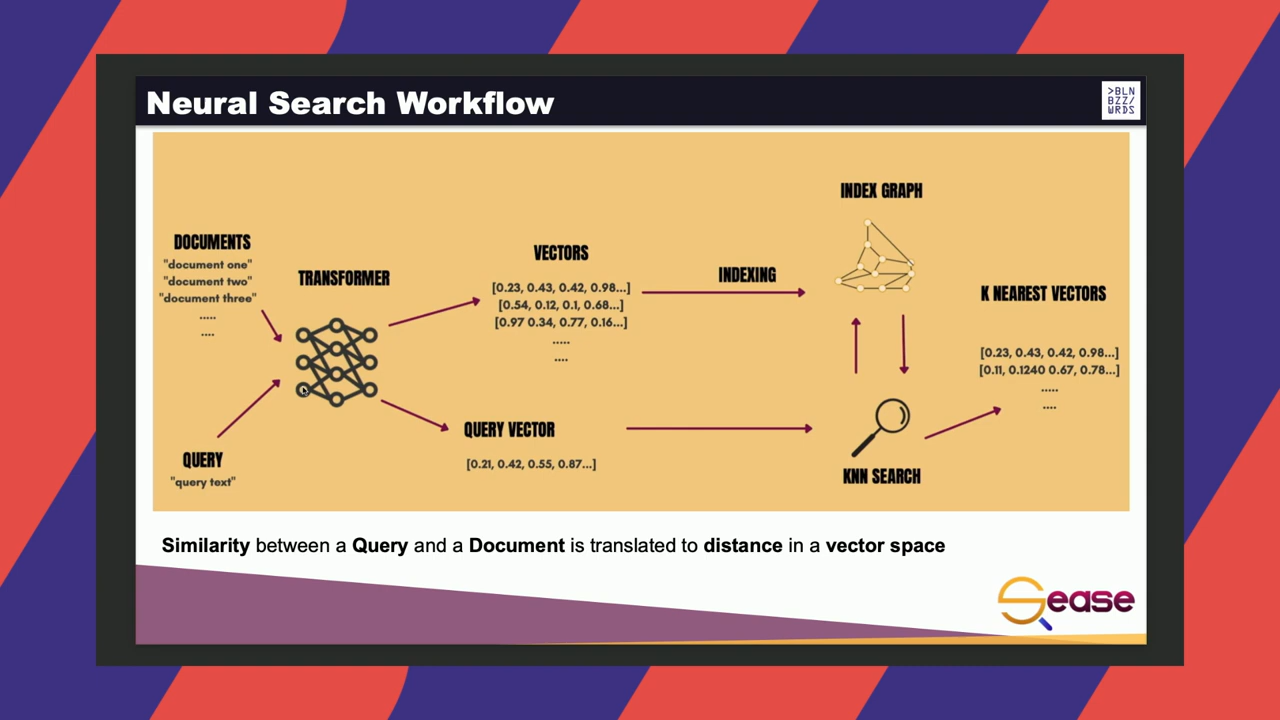 Neural Search Workflow
>BLN
BZZ/
WRDS
DOCUMENTS
"document one"
"document two"
"document three"
.....
....
QUERY
"query text"
TRANSFORMER
VECTORS
[0.23, 0.43, 0.42, 0.98...]
[0.54, 0.12, 0.1, 0.68...]
[0.97 0.34, 0.77, 0.16...]
.....
....
QUERY VECTOR
[0.21, 0.42, 0.55, 0.87...]
INDEXING
INDEX GRAPH
KNN SEARCH
K NEAREST VECTORS
[0.23, 0.43, 0.42, 0.98...]
[0.11, 0.1240 0.67, 0.78...]
.....
....
Similarity between a Query and a Document is translated to distance in a vector space
Sease